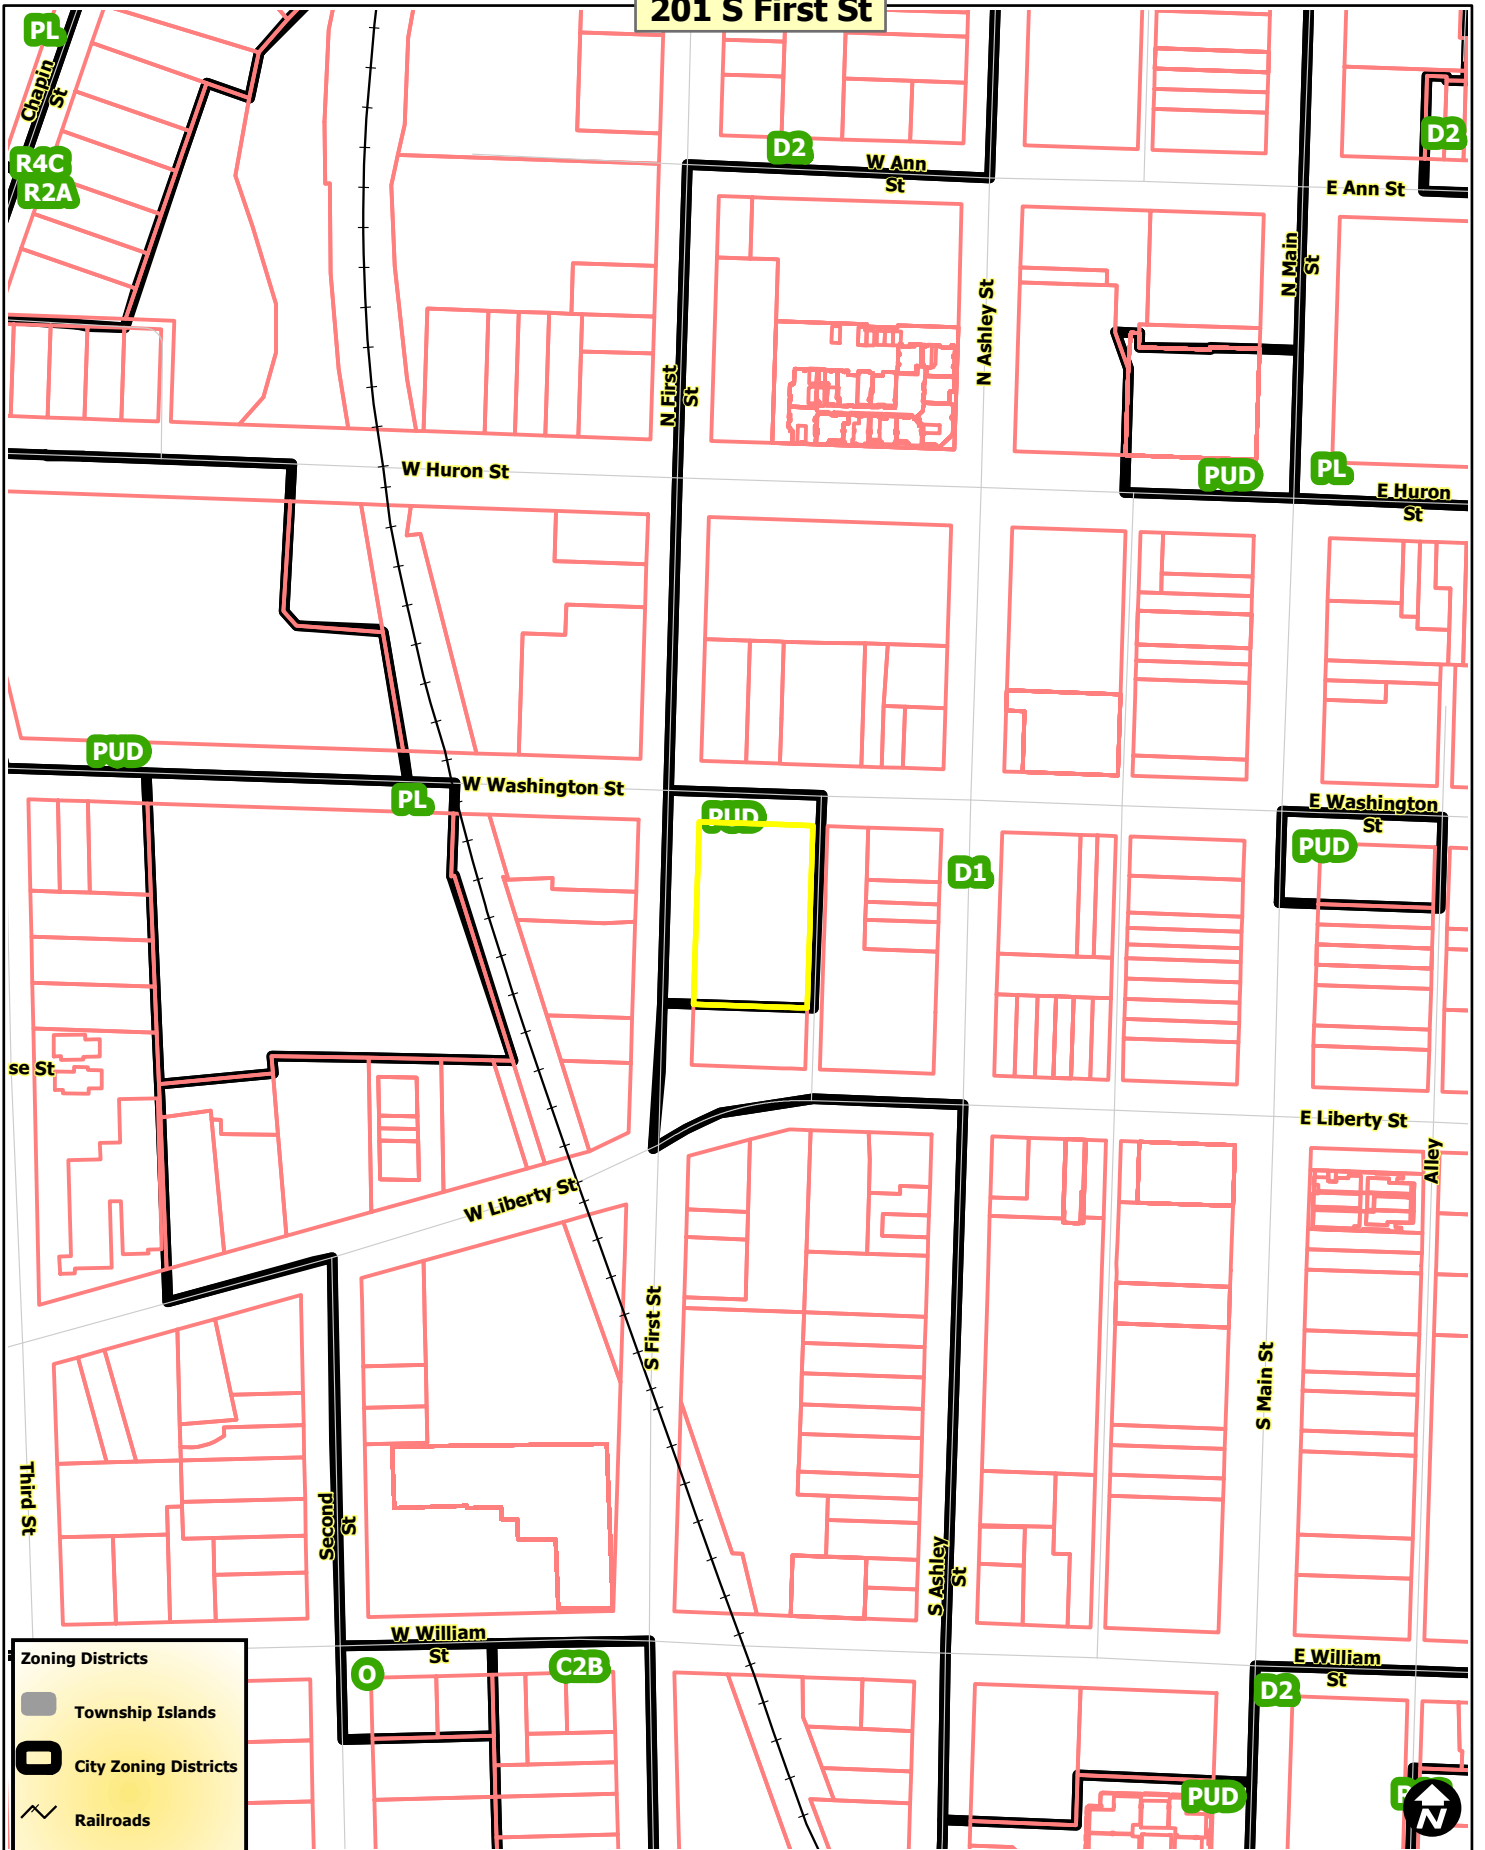 201 S First St
PL
Chapin
St
R4C
R2A
D2
W Ann
St
D2
E Ann St
N Main
St
N Ashley St
N First
St
W Huron St
PUD
PL
E Huron
St
PUD
PL
W Washington St
PUD
E Washington
St
PUD
D1
se St
E Liberty St
Alley
W Liberty St
S First St
S Main St
Third St
Second
St
S Ashley
St
W William
St
O
C2B
E William
St
D2
PUD
Zoning Districts
Township Islands
City Zoning Districts
Railroads
N